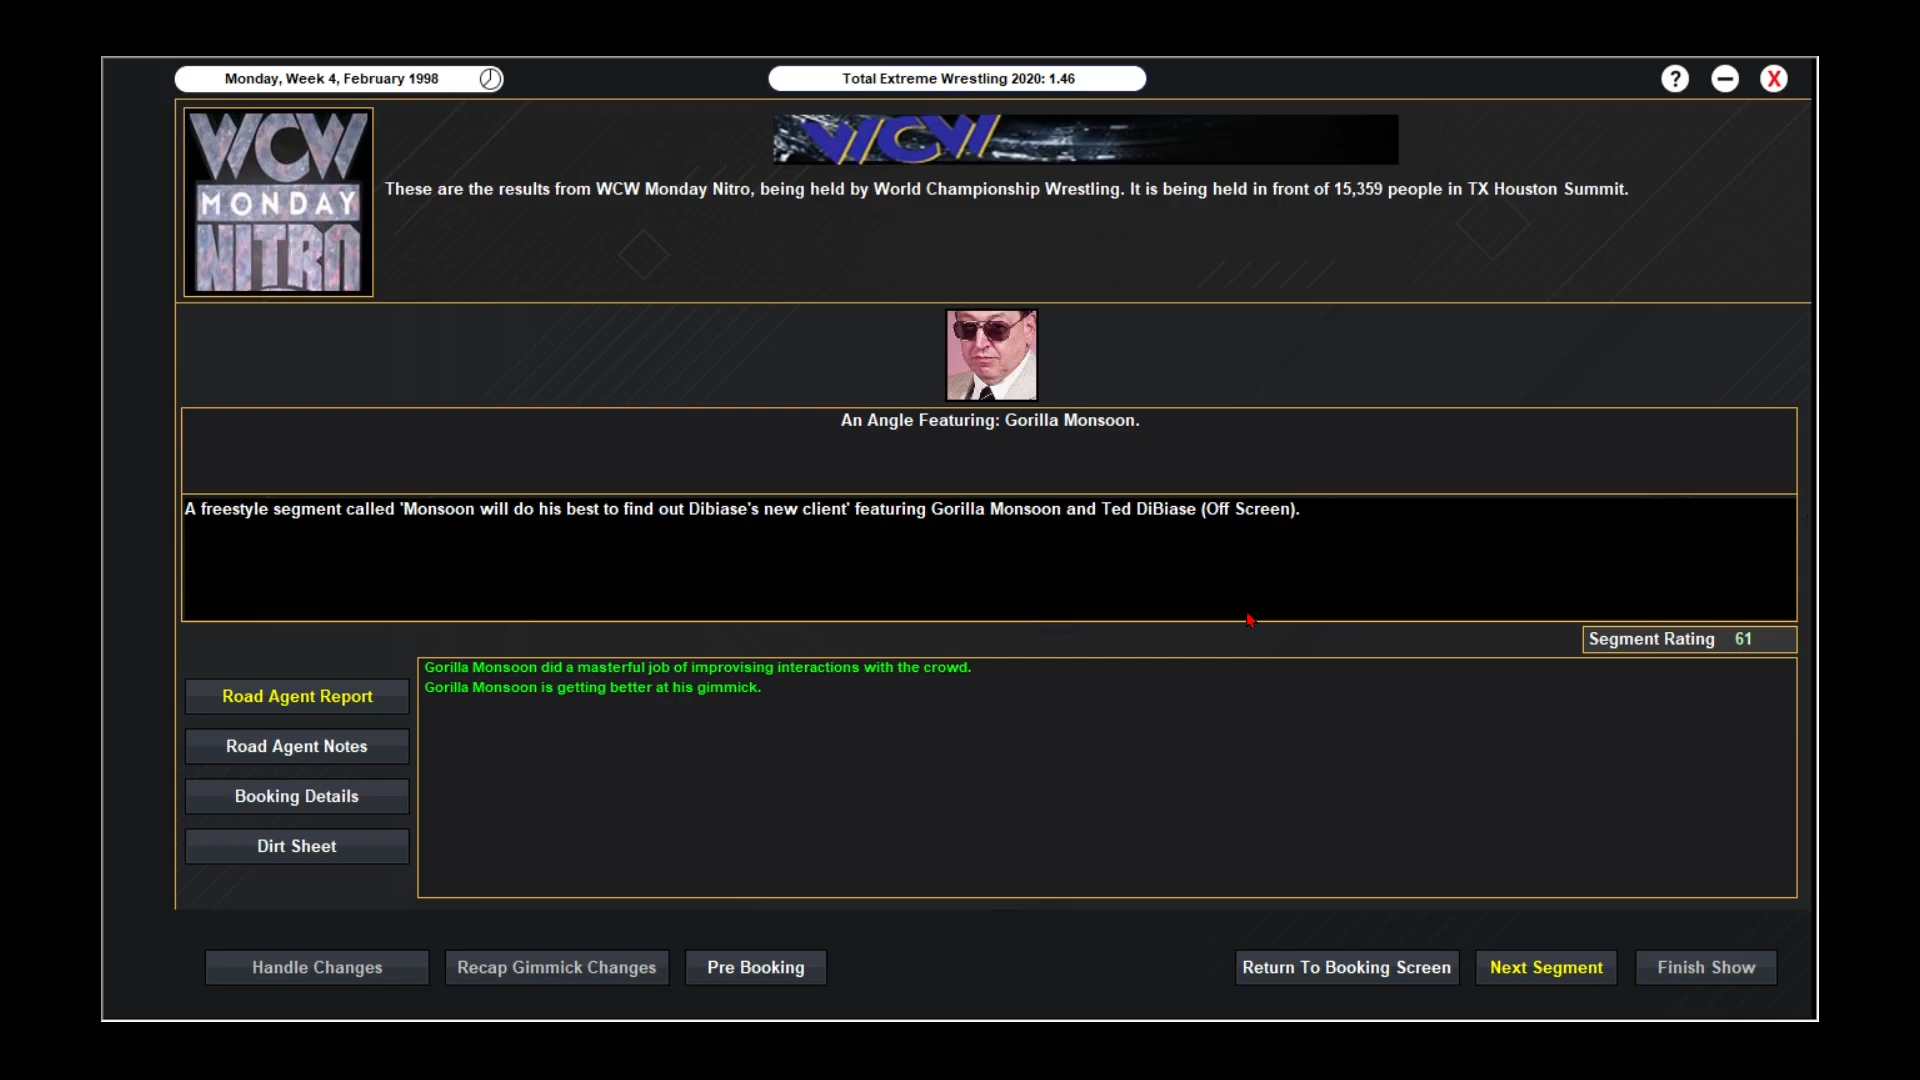 Monday, Week 4, February 1998
Total Extreme Wrestling 2020: 1.46
?
X
WCW
MONDAY
NITRO
WCW
These are the results from WCW Monday Nitro, being held by World Championship Wrestling. It is being held in front of 15,359 people in TX Houston Summit.
An Angle Featuring: Gorilla Monsoon.
A freestyle segment called 'Monsoon will do his best to find out Dibiase's new client' featuring Gorilla Monsoon and Ted DiBiase (Off Screen).
Segment Rating 61
Gorilla Monsoon did a masterful job of improvising interactions with the crowd.
Gorilla Monsoon is getting better at his gimmick.
Road Agent Report
Road Agent Notes
Booking Details
Dirt Sheet
Handle Changes
Recap Gimmick Changes
Pre Booking
Return To Booking Screen
Next Segment
Finish Show